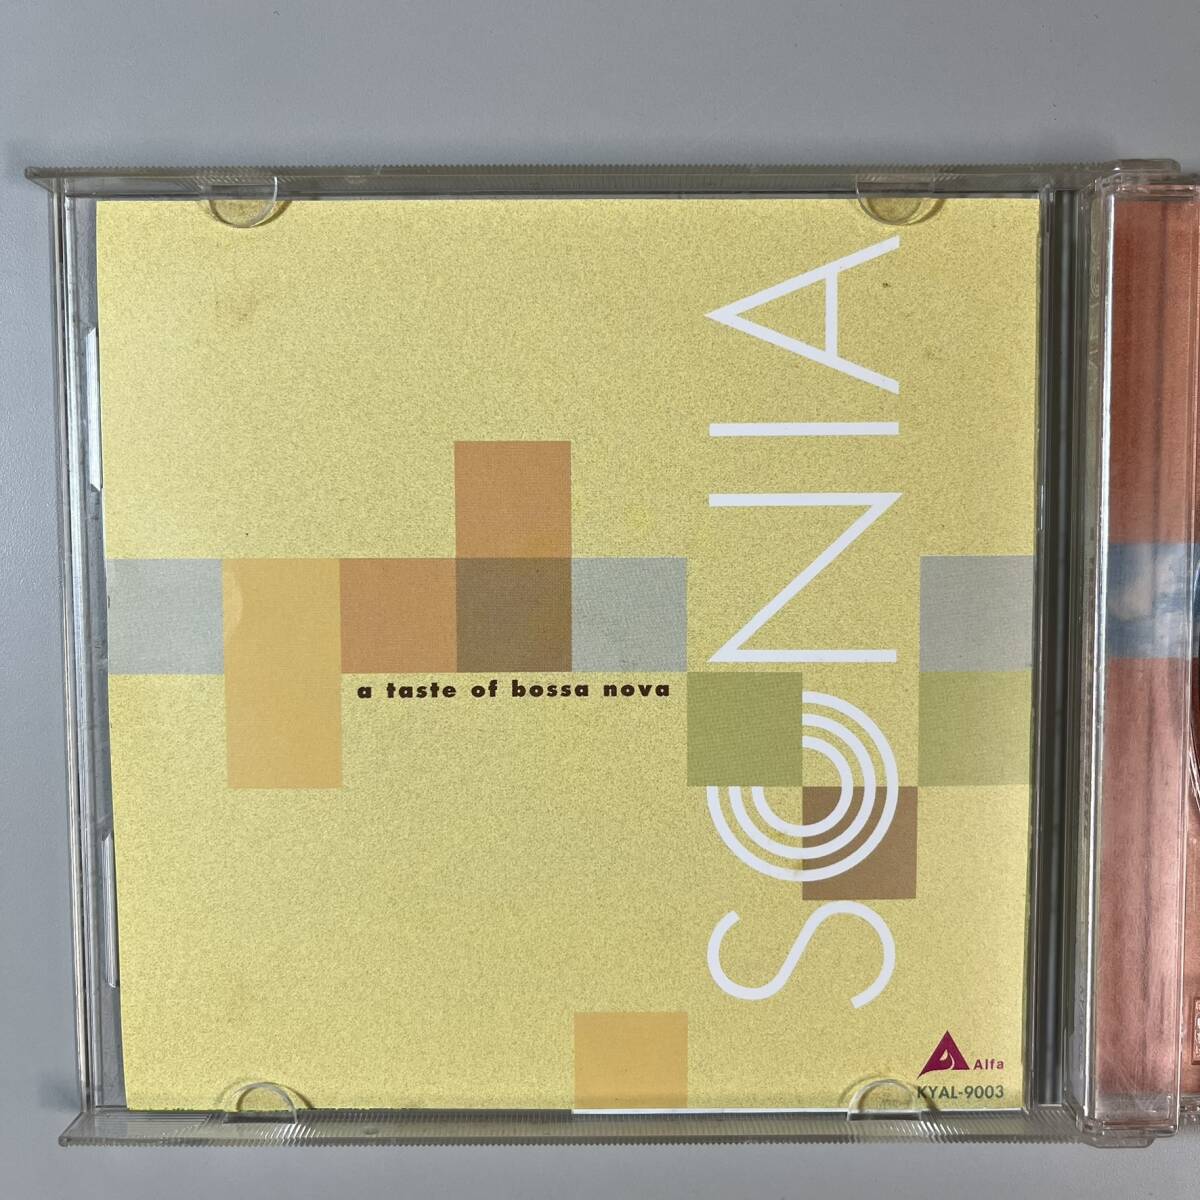 SONIA
a taste of bossa nova
Alfa
KYAL-9003